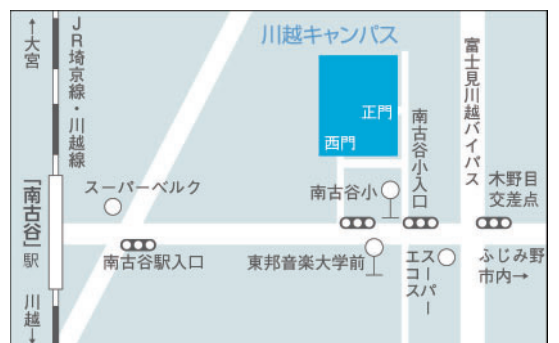 ←大宮
JR埼京線・川越線
「南古谷」駅
川越→
川越キャンパス
正門
西門
南古谷小入口
富士見川越バイパス
木野目
交差点
スーパーベルク
南古谷小
南古谷駅入口
東邦音楽大学前
エコス
スーパー
ふじみ野
市内→